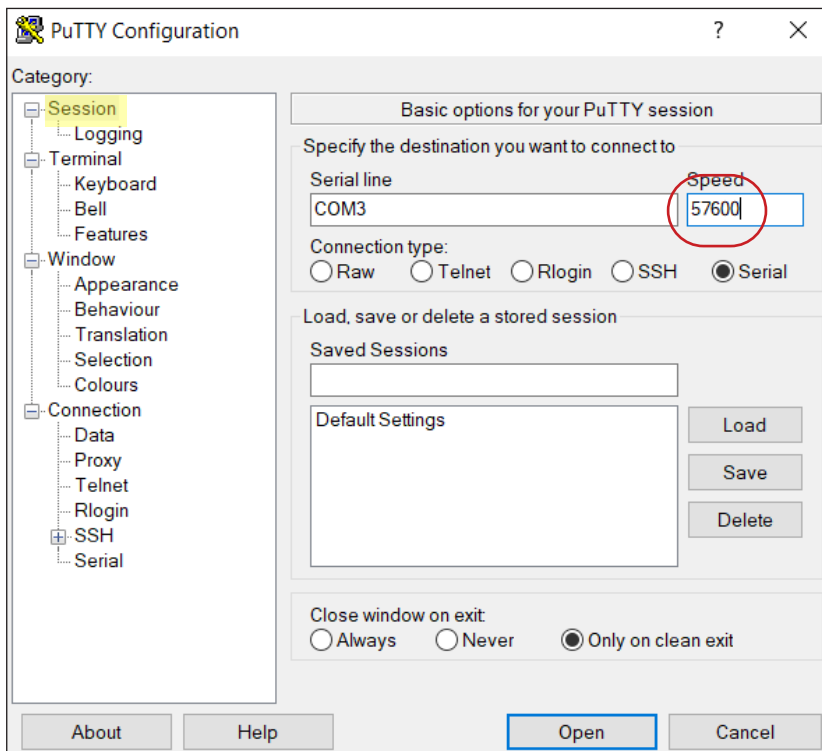 PuTTY Configuration
?
Category:
Session
Logging
Terminal
Keyboard
Bell
Features
Window
Appearance
Behaviour
Translation
Selection
Colours
Connection
Data
Proxy
Telnet
Rlogin
SSH
Serial
Basic options for your PuTTY session
Specify the destination you want to connect to
Serial line Speed
COM3 57600
Connection type:
Raw Telnet Rlogin SSH Serial
Load, save or delete a stored session
Saved Sessions
Default Settings
Load
Save
Delete
Close window on exit:
Always Never Only on clean exit
About Help Open Cancel